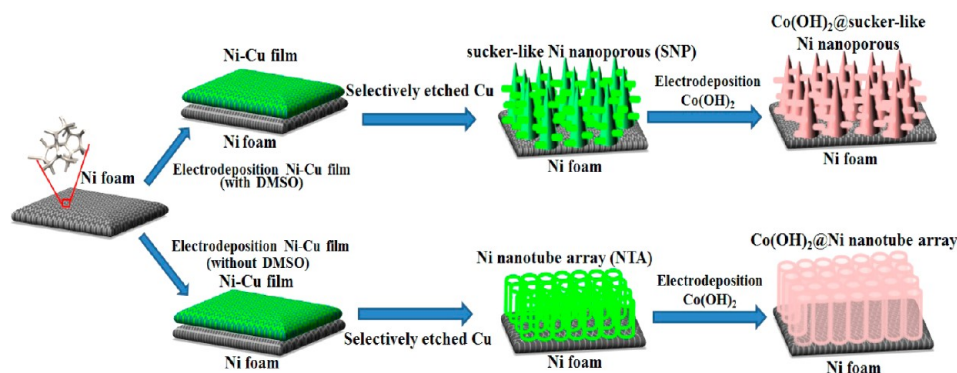 Ni foam
Electrodeposition Ni-Cu film
(with DMSO)
Ni-Cu film
Ni foam
Selectively etched Cu
sucker-like Ni nanoporous (SNP)
Ni foam
Electrodeposition
Co(OH)₂
Co(OH)₂@sucker-like
Ni nanoporous
Ni foam
Electrodeposition Ni-Cu film
(without DMSO)
Ni-Cu film
Ni foam
Selectively etched Cu
Ni nanotube array (NTA)
Ni foam
Electrodeposition
Co(OH)₂
Co(OH)₂@Ni nanotube array
Ni foam